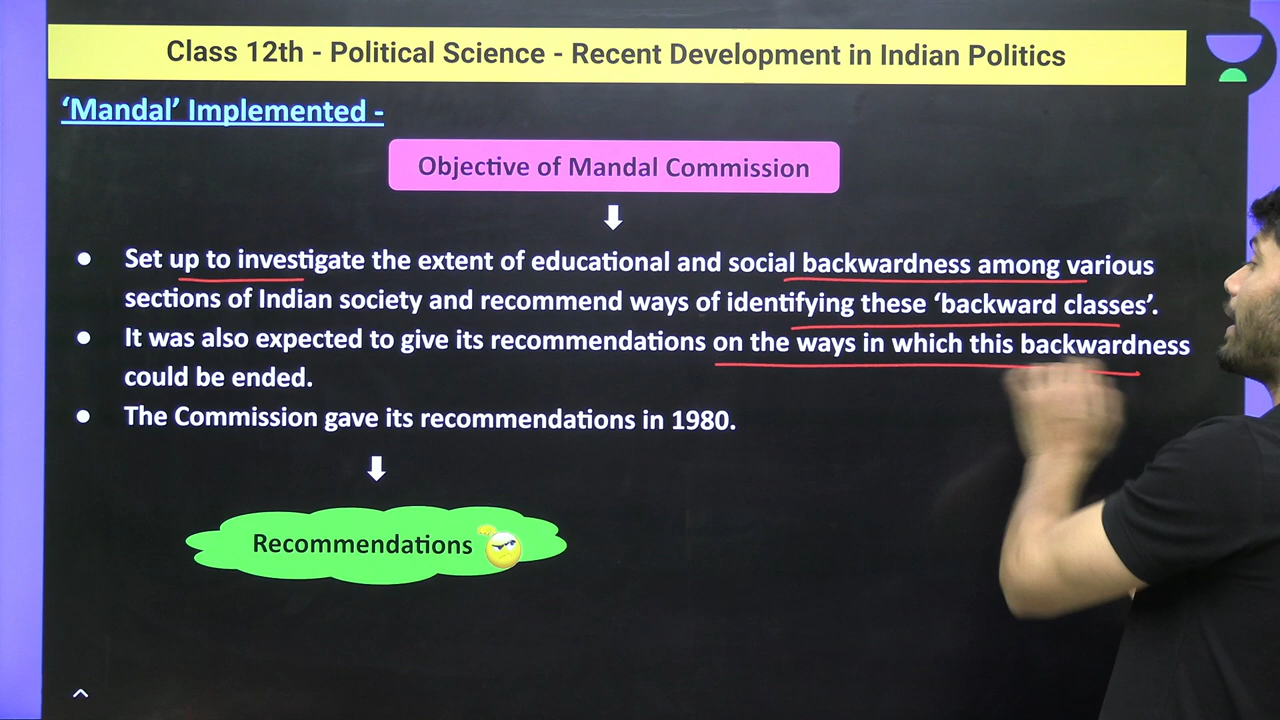 Class 12th - Political Science - Recent Development in Indian Politics
‘Mandal’ Implemented -
Objective of Mandal Commission
● Set up to investigate the extent of educational and social backwardness among various
sections of Indian society and recommend ways of identifying these ‘backward classes’.
● It was also expected to give its recommendations on the ways in which this backwardness
could be ended.
● The Commission gave its recommendations in 1980.
Recommendations